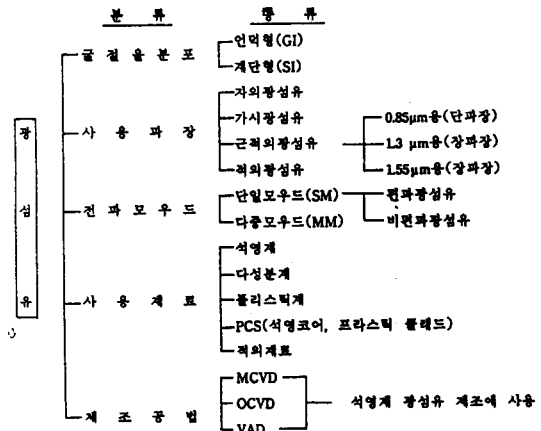 분 류 종 류
언덕형(GI)
굴 절 율 분 포
계단형(SI)
자외광섬유
가시광섬유
0.85μm용(단파장)
사 용 파 장
근적외광섬유
1.3 μm용(장파장)
적외광섬유
1.55μm용(장파장)
광 섬 유
전 파 모 우 드
단일모우드(SM)
편파광섬유
다중모우드(MM)
비편파광섬유
석영계
다성분계
사 용 재 료
플라스틱계
PCS(석영코어, 프라스틱 클래드)
적외재료
MCVD
제 조 공 법
OCVD
석영계 광섬유 제조에 사용
VAD